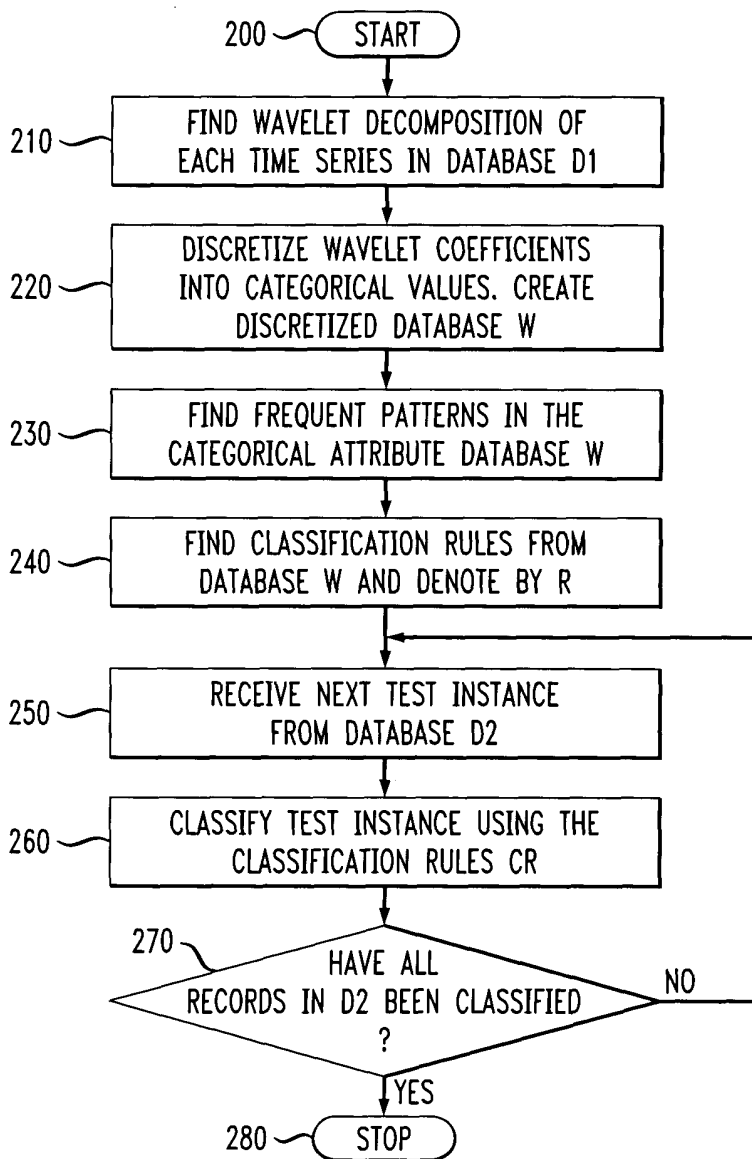 200
START
210
FIND WAVELET DECOMPOSITION OF
EACH TIME SERIES IN DATABASE D1
220
DISCRETIZE WAVELET COEFFICIENTS
INTO CATEGORICAL VALUES. CREATE
DISCRETIZED DATABASE W
230
FIND FREQUENT PATTERNS IN THE
CATEGORICAL ATTRIBUTE DATABASE W
240
FIND CLASSIFICATION RULES FROM
DATABASE W AND DENOTE BY R
250
RECEIVE NEXT TEST INSTANCE
FROM DATABASE D2
260
CLASSIFY TEST INSTANCE USING THE
CLASSIFICATION RULES CR
270
HAVE ALL
RECORDS IN D2 BEEN CLASSIFIED
?
NO
YES
280
STOP